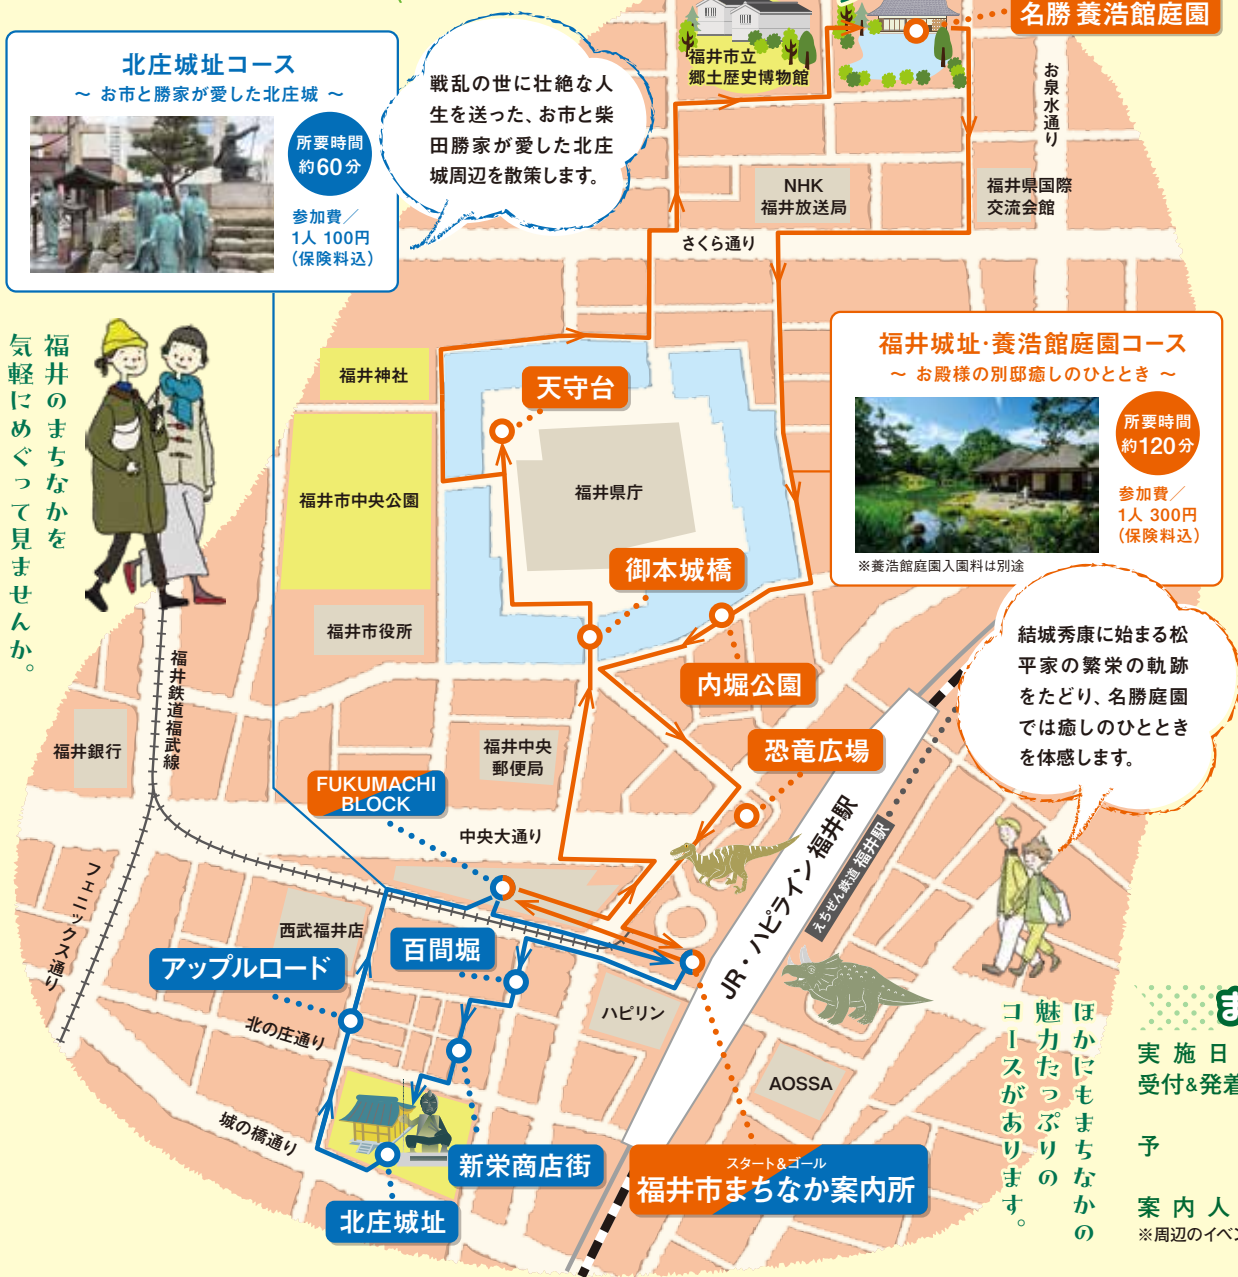 名勝 養浩館庭園
福井市立
郷土歴史博物館
お泉水通り
北庄城址コース
～ お市と勝家が愛した北庄城 ～
所要時間
約60分
参加費／
1人 100円
(保険料込)
戦乱の世に壮絶な人
生を送った、お市と柴
田勝家が愛した北庄
城周辺を散策します。
NHK
福井放送局
福井県国際
交流会館
さくら通り
福井のまちなかを
気軽にめぐって見ませんか。
福井神社
天守台
福井県庁
福井市中央公園
御本城橋
福井市役所
内堀公園
福井城址·養浩館庭園コース
～ お殿様の別邸癒しのひととき ～
所要時間
約120分
参加費／
1人 300円
(保険料込)
※養浩館庭園入園料は別途
結城秀康に始まる松
平家の繁栄の軌跡
をたどり、名勝庭園
では癒しのひととき
を体感します。
福井鉄道福武線
福井銀行
福井中央
郵便局
恐竜広場
FUKUMACHI
BLOCK
中央大通り
JR・ハピライン 福井駅
えちぜん鉄道 福井駅
フェニックス通り
西武福井店
アップルロード
百間堀
ハピリン
北の庄通り
AOSSA
城の橋通り
新栄商店街
北庄城址
スタート&ゴール
福井市まちなか案内所
ほかにもまちなかの
魅力たっぷりの
コースがあります。
ま
実施日
受付&発着
予
案内人
※周辺のイベン